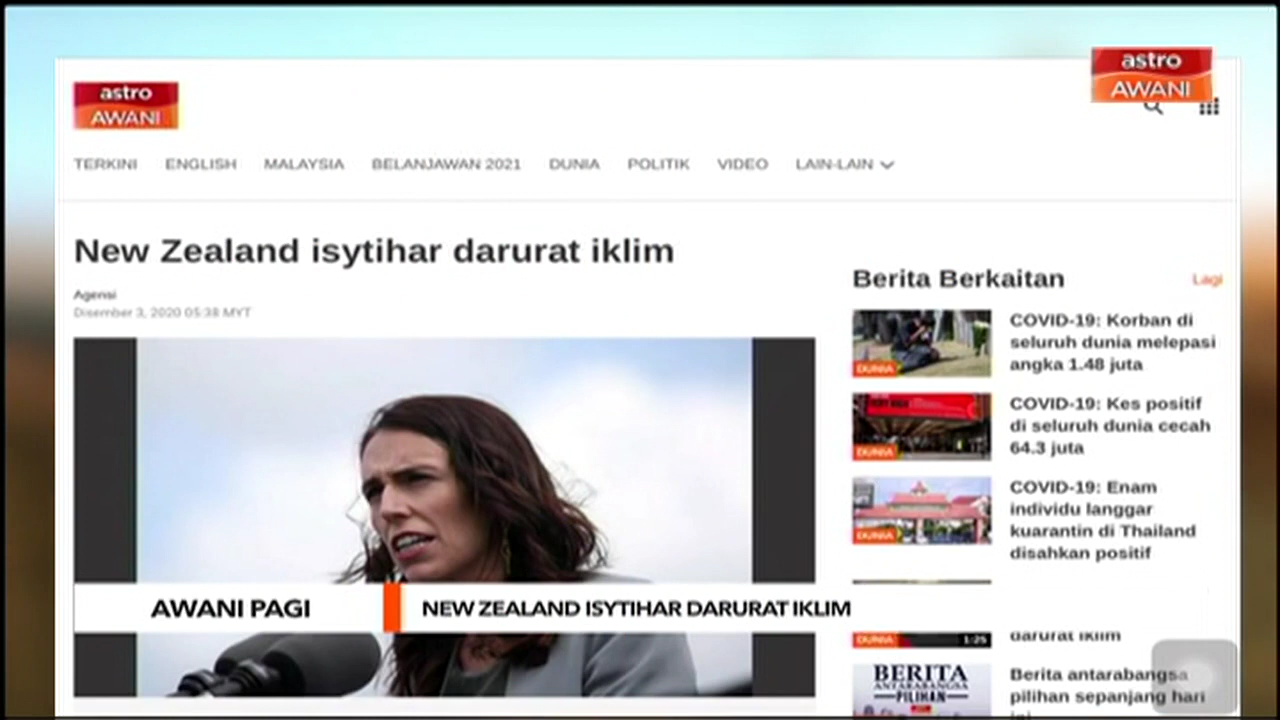 astro
AWANI
astro
AWANI
TERKINI ENGLISH MALAYSIA BELANJAWAN 2021 DUNIA POLITIK VIDEO LAIN-LAIN
New Zealand isytihar darurat iklim
Agensi
Disember 3, 2020 05:38 MYT
Berita Berkaitan
Lagi
DUNIA
COVID-19: Korban di
seluruh dunia melepasi
angka 1.48 juta
DUNIA
COVID-19: Kes positif
di seluruh dunia cecah
64.3 juta
DUNIA
COVID-19: Enam
individu langgar
kuarantin di Thailand
disahkan positif
AWANI PAGI
NEW ZEALAND ISYTIHAR DARURAT IKLIM
DUNIA
1:25
darurat iklim
BERITA
ANTARABANGSA
PILIHAN
Berita antarabangsa
pilihan sepanjang hari
ini